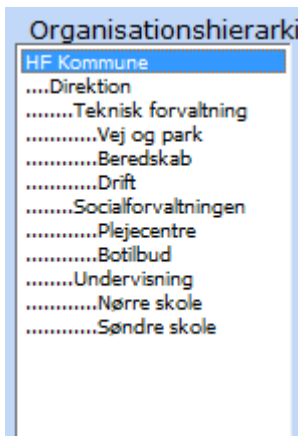 Organisationshierarki
HF Kommune
....Direktion
........Teknisk forvaltning
............Vej og park
............Beredskab
............Drift
........Socialforvaltningen
............Plejecentre
............Botilbud
........Undervisning
............Nørre skole
............Søndre skole